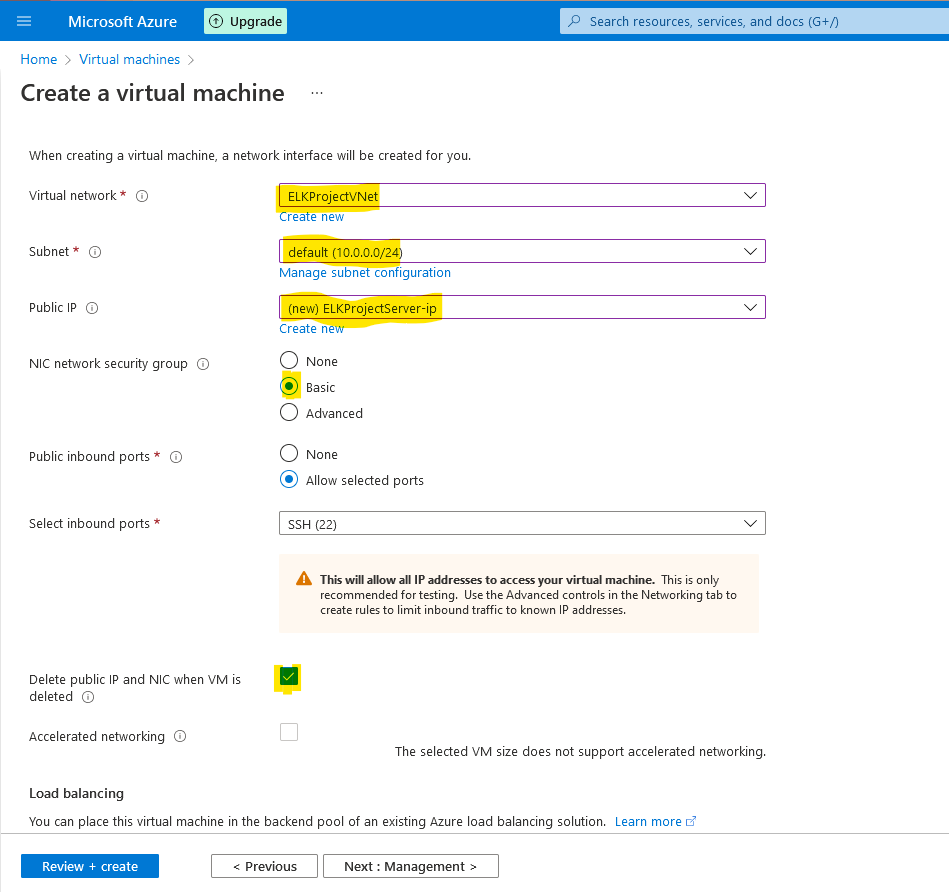 Microsoft Azure
Upgrade
Search resources, services, and docs (G+/)
Home > Virtual machines >
Create a virtual machine ...
When creating a virtual machine, a network interface will be created for you.
Virtual network *
ELKProjectVNet
Create new
Subnet *
default (10.0.0.0/24)
Manage subnet configuration
Public IP
(new) ELKProjectServer-ip
Create new
NIC network security group
None
Basic
Advanced
Public inbound ports *
None
Allow selected ports
Select inbound ports *
SSH (22)
This will allow all IP addresses to access your virtual machine. This is only
recommended for testing. Use the Advanced controls in the Networking tab to
create rules to limit inbound traffic to known IP addresses.
Delete public IP and NIC when VM is
deleted
Accelerated networking
The selected VM size does not support accelerated networking.
Load balancing
You can place this virtual machine in the backend pool of an existing Azure load balancing solution. Learn more
Review + create
< Previous
Next : Management >